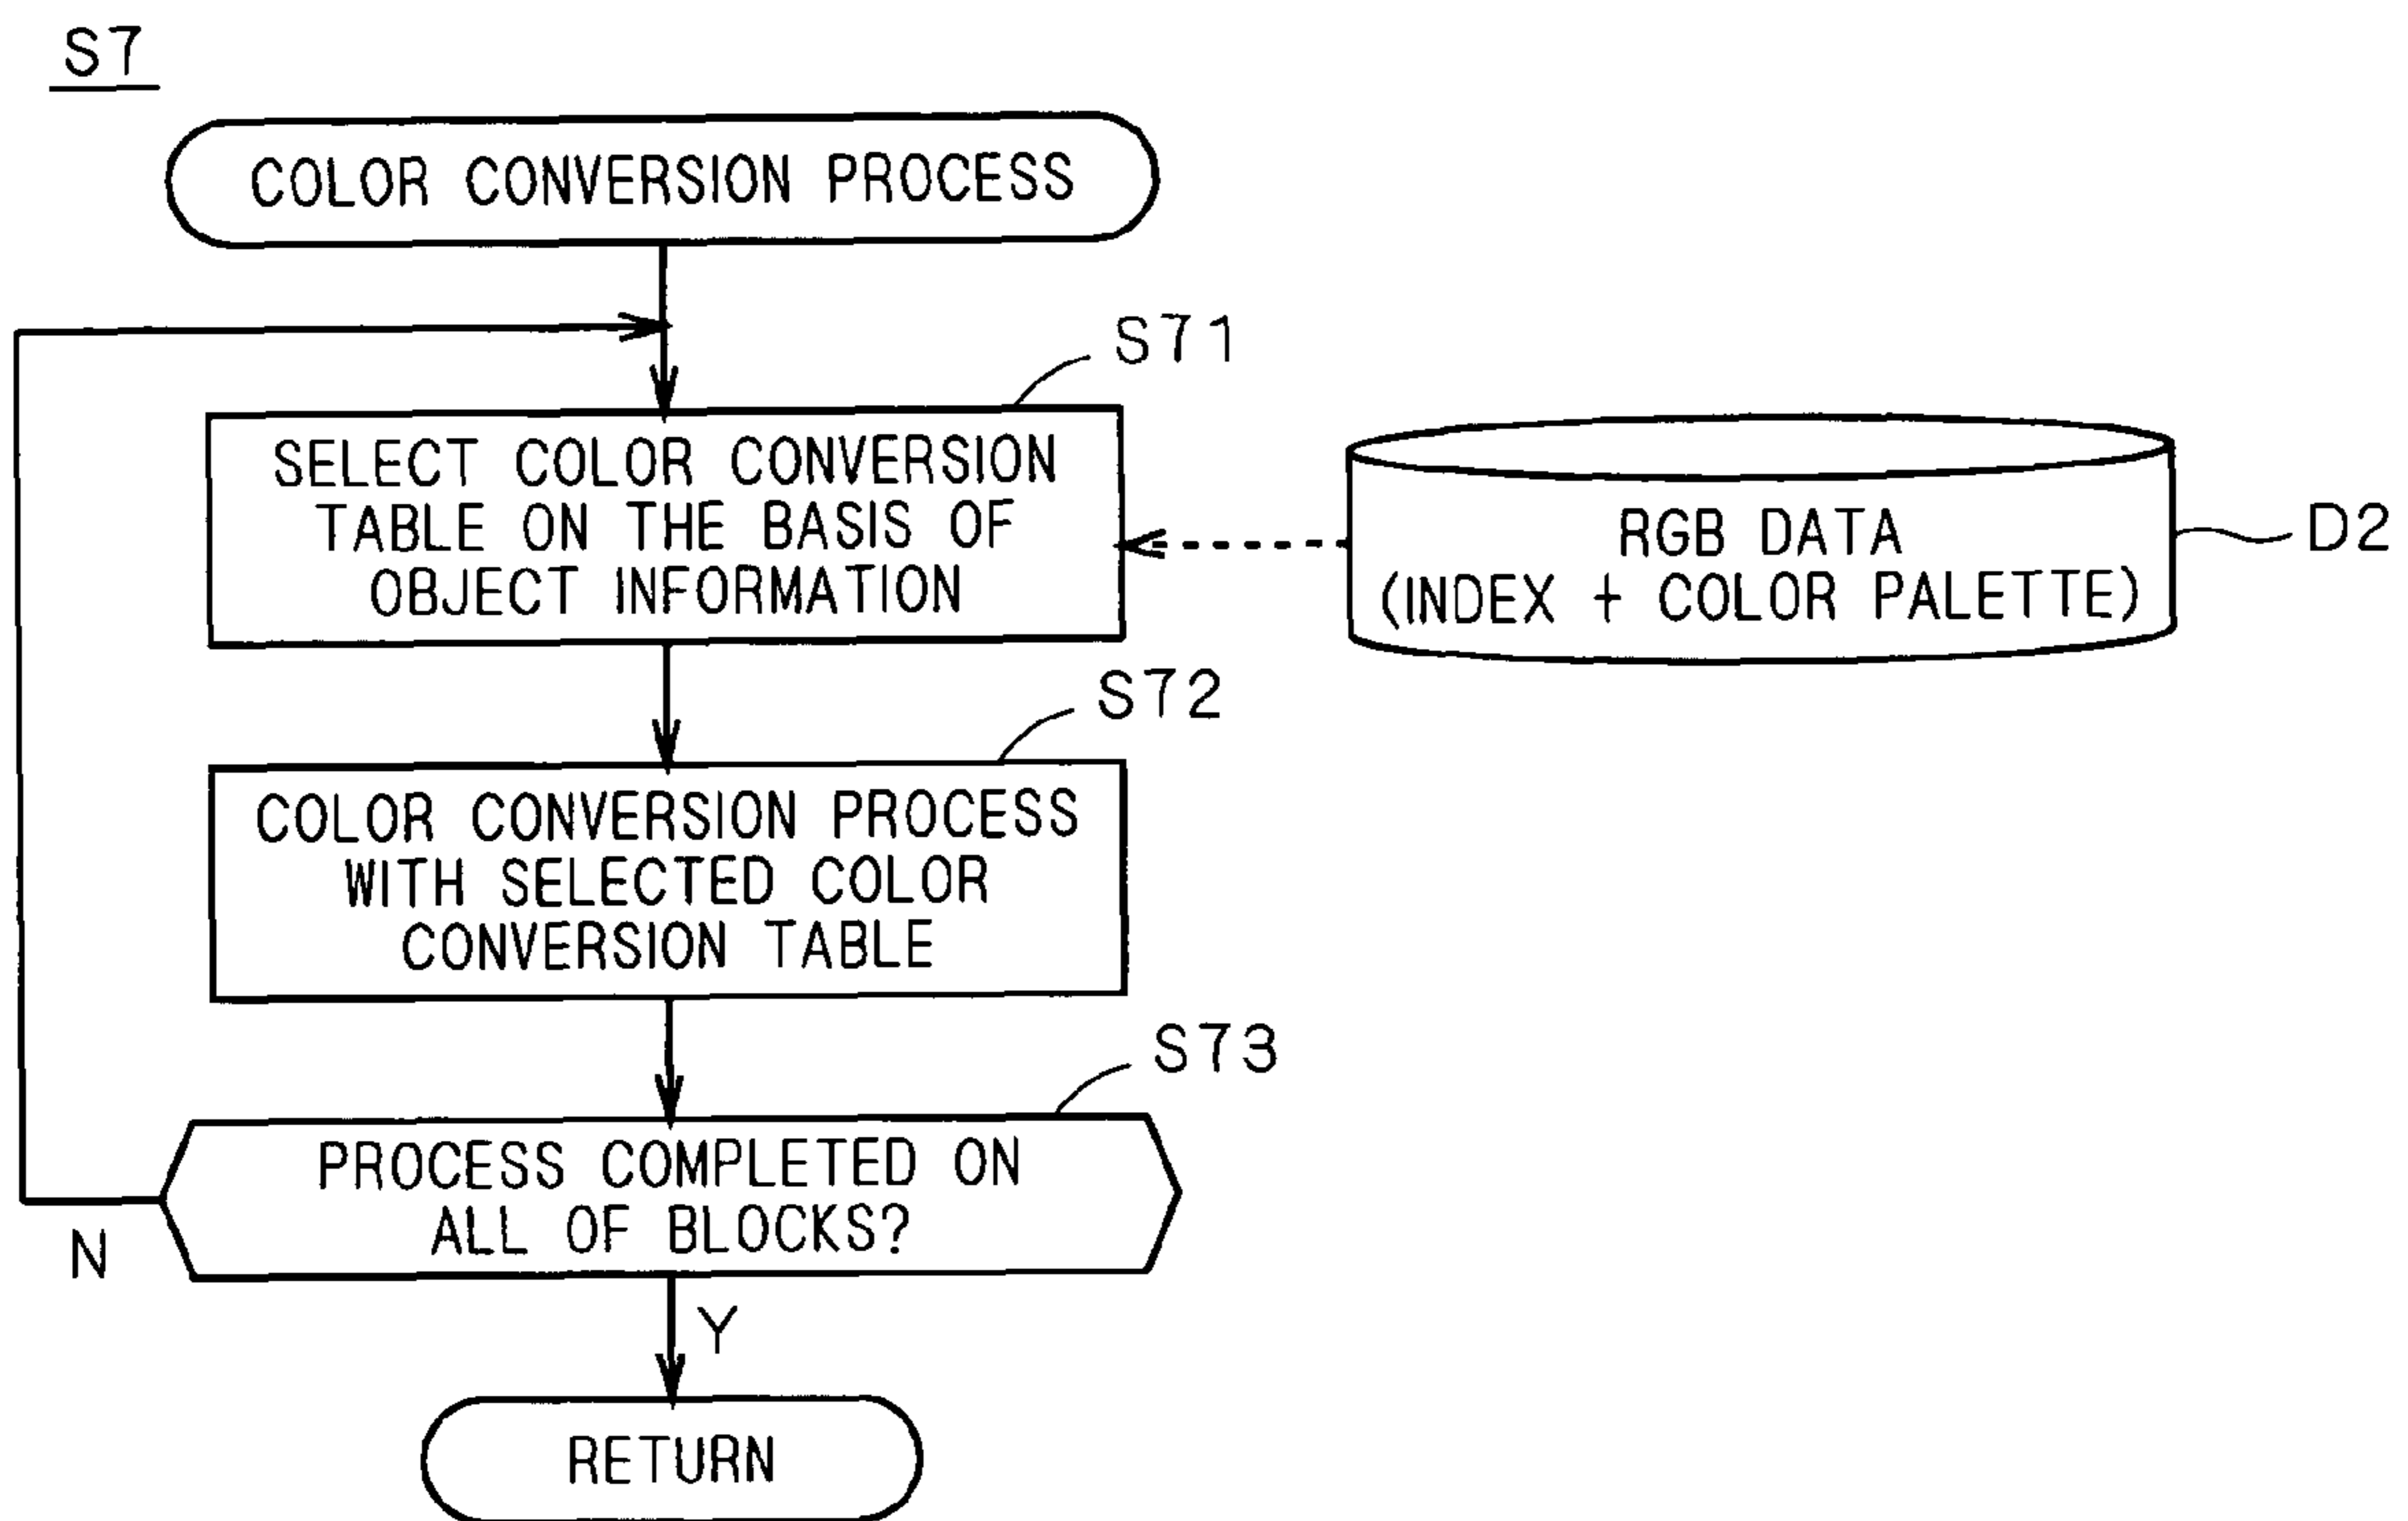 S7
COLOR CONVERSION PROCESS
S71
SELECT COLOR CONVERSION
TABLE ON THE BASIS OF
OBJECT INFORMATION
RGB DATA
(INDEX + COLOR PALETTE)
D2
S72
COLOR CONVERSION PROCESS
WITH SELECTED COLOR
CONVERSION TABLE
S73
PROCESS COMPLETED ON
ALL OF BLOCKS?
N
Y
RETURN